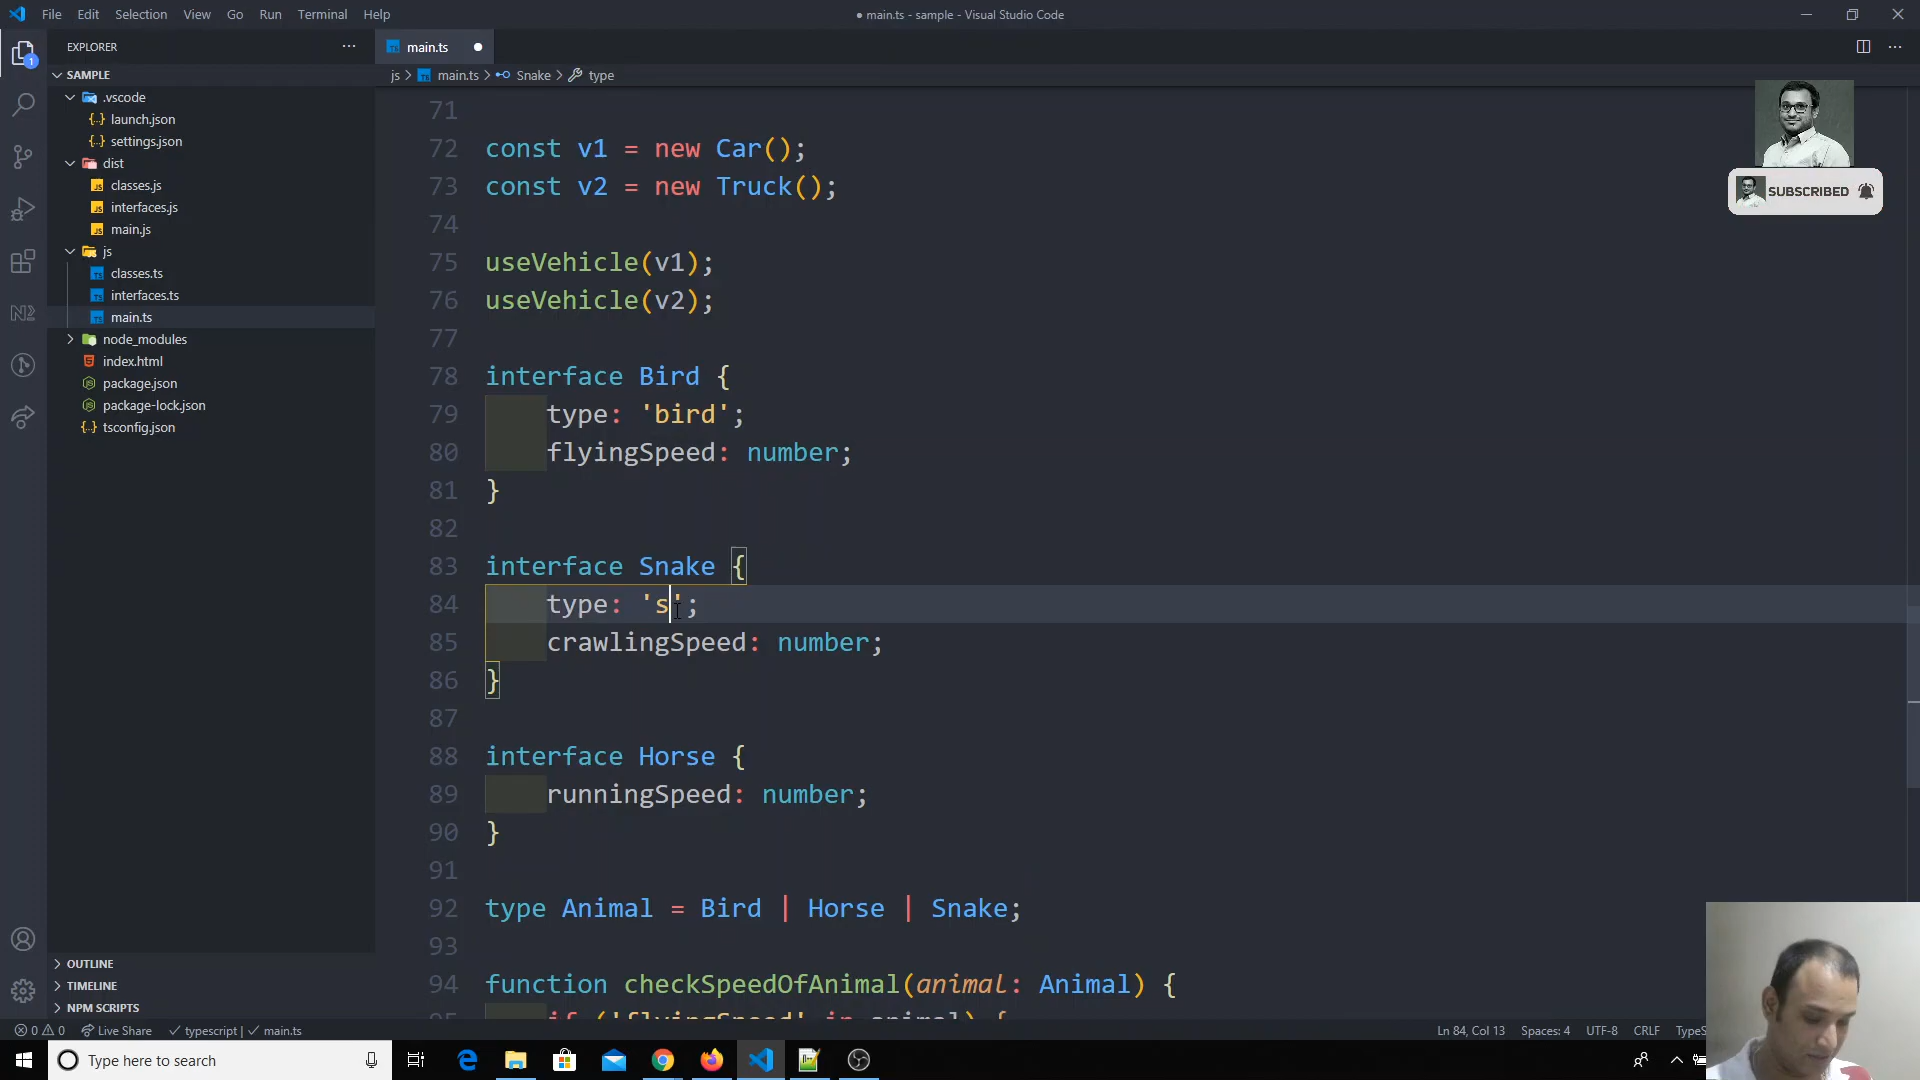 File Edit Selection View Go Run Terminal Help
● main.ts - sample - Visual Studio Code
EXPLORER
SAMPLE
.vscode
launch.json
settings.json
dist
classes.js
interfaces.js
main.js
js
classes.ts
interfaces.ts
main.ts
node_modules
index.html
package.json
package-lock.json
tsconfig.json
OUTLINE
TIMELINE
NPM SCRIPTS
main.ts
js > main.ts > Snake > type
71
72 const v1 = new Car();
73 const v2 = new Truck();
74
75 useVehicle(v1);
76 useVehicle(v2);
77
78 interface Bird {
79 type: 'bird';
80 flyingSpeed: number;
81 }
82
83 interface Snake {
84 type: 's';
85 crawlingSpeed: number;
86 }
87
88 interface Horse {
89 runningSpeed: number;
90 }
91
92 type Animal = Bird | Horse | Snake;
93
94 function checkSpeedOfAnimal(animal: Animal) {
95 if ('flyingSpeed' in animal) {
SUBSCRIBED
0 0 Live Share typescript | main.ts
Ln 84, Col 13 Spaces: 4 UTF-8 CRLF TypeS
Type here to search